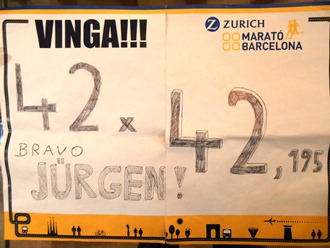 VINGA!!!
ZURICH
MARATÓ
BARCELONA
42 x 42,195
BRAVO
JÜRGEN!